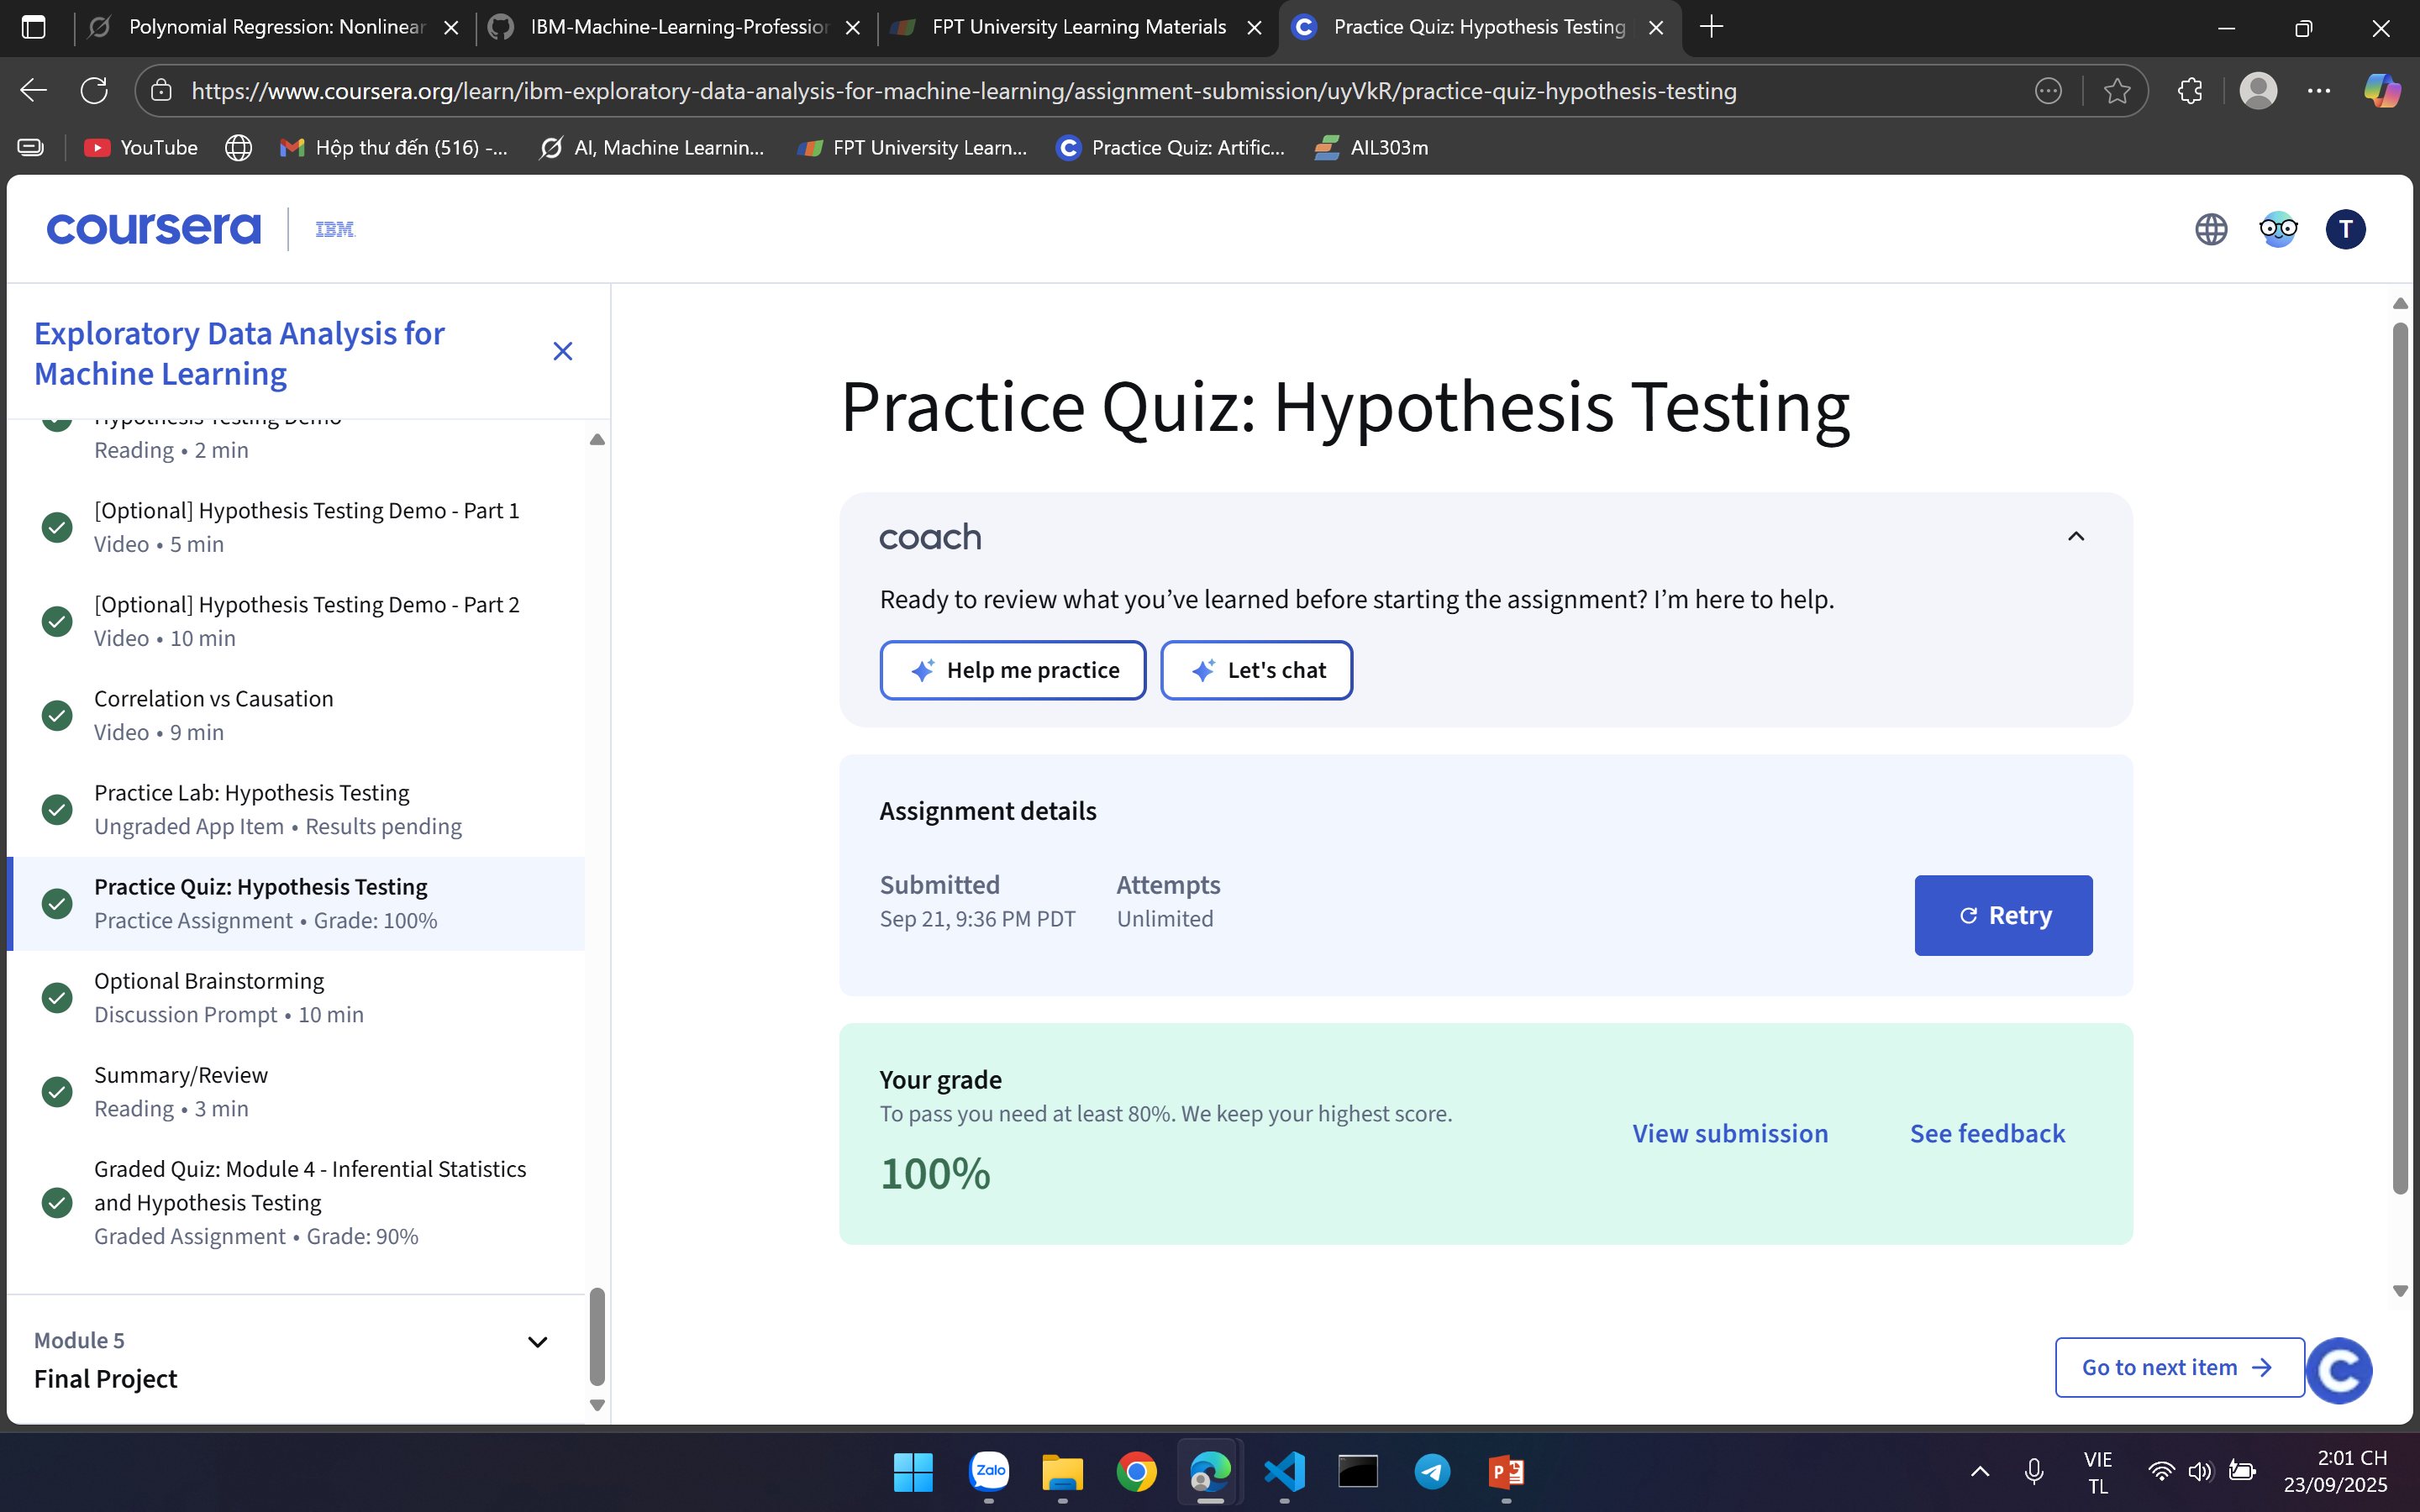 Polynomial Regression: Nonlinear
IBM-Machine-Learning-Profession
FPT University Learning Materials
Practice Quiz: Hypothesis Testing
https://www.coursera.org/learn/ibm-exploratory-data-analysis-for-machine-learning/assignment-submission/uyVkR/practice-quiz-hypothesis-testing
YouTube
Hộp thư đến (516) -...
AI, Machine Learnin...
FPT University Learn...
Practice Quiz: Artific...
AIL303m
coursera
IBM
T
Exploratory Data Analysis for
Machine Learning
Hypothesis Testing Demo
Reading • 2 min
[Optional] Hypothesis Testing Demo - Part 1
Video • 5 min
[Optional] Hypothesis Testing Demo - Part 2
Video • 10 min
Correlation vs Causation
Video • 9 min
Practice Lab: Hypothesis Testing
Ungraded App Item • Results pending
Practice Quiz: Hypothesis Testing
Practice Assignment • Grade: 100%
Optional Brainstorming
Discussion Prompt • 10 min
Summary/Review
Reading • 3 min
Graded Quiz: Module 4 - Inferential Statistics
and Hypothesis Testing
Graded Assignment • Grade: 90%
Module 5
Final Project
Practice Quiz: Hypothesis Testing
coach
Ready to review what you’ve learned before starting the assignment? I’m here to help.
Help me practice
Let's chat
Assignment details
Submitted
Sep 21, 9:36 PM PDT
Attempts
Unlimited
Retry
Your grade
To pass you need at least 80%. We keep your highest score.
100%
View submission
See feedback
Go to next item
Zalo
VIE
TL
2:01 CH
23/09/2025